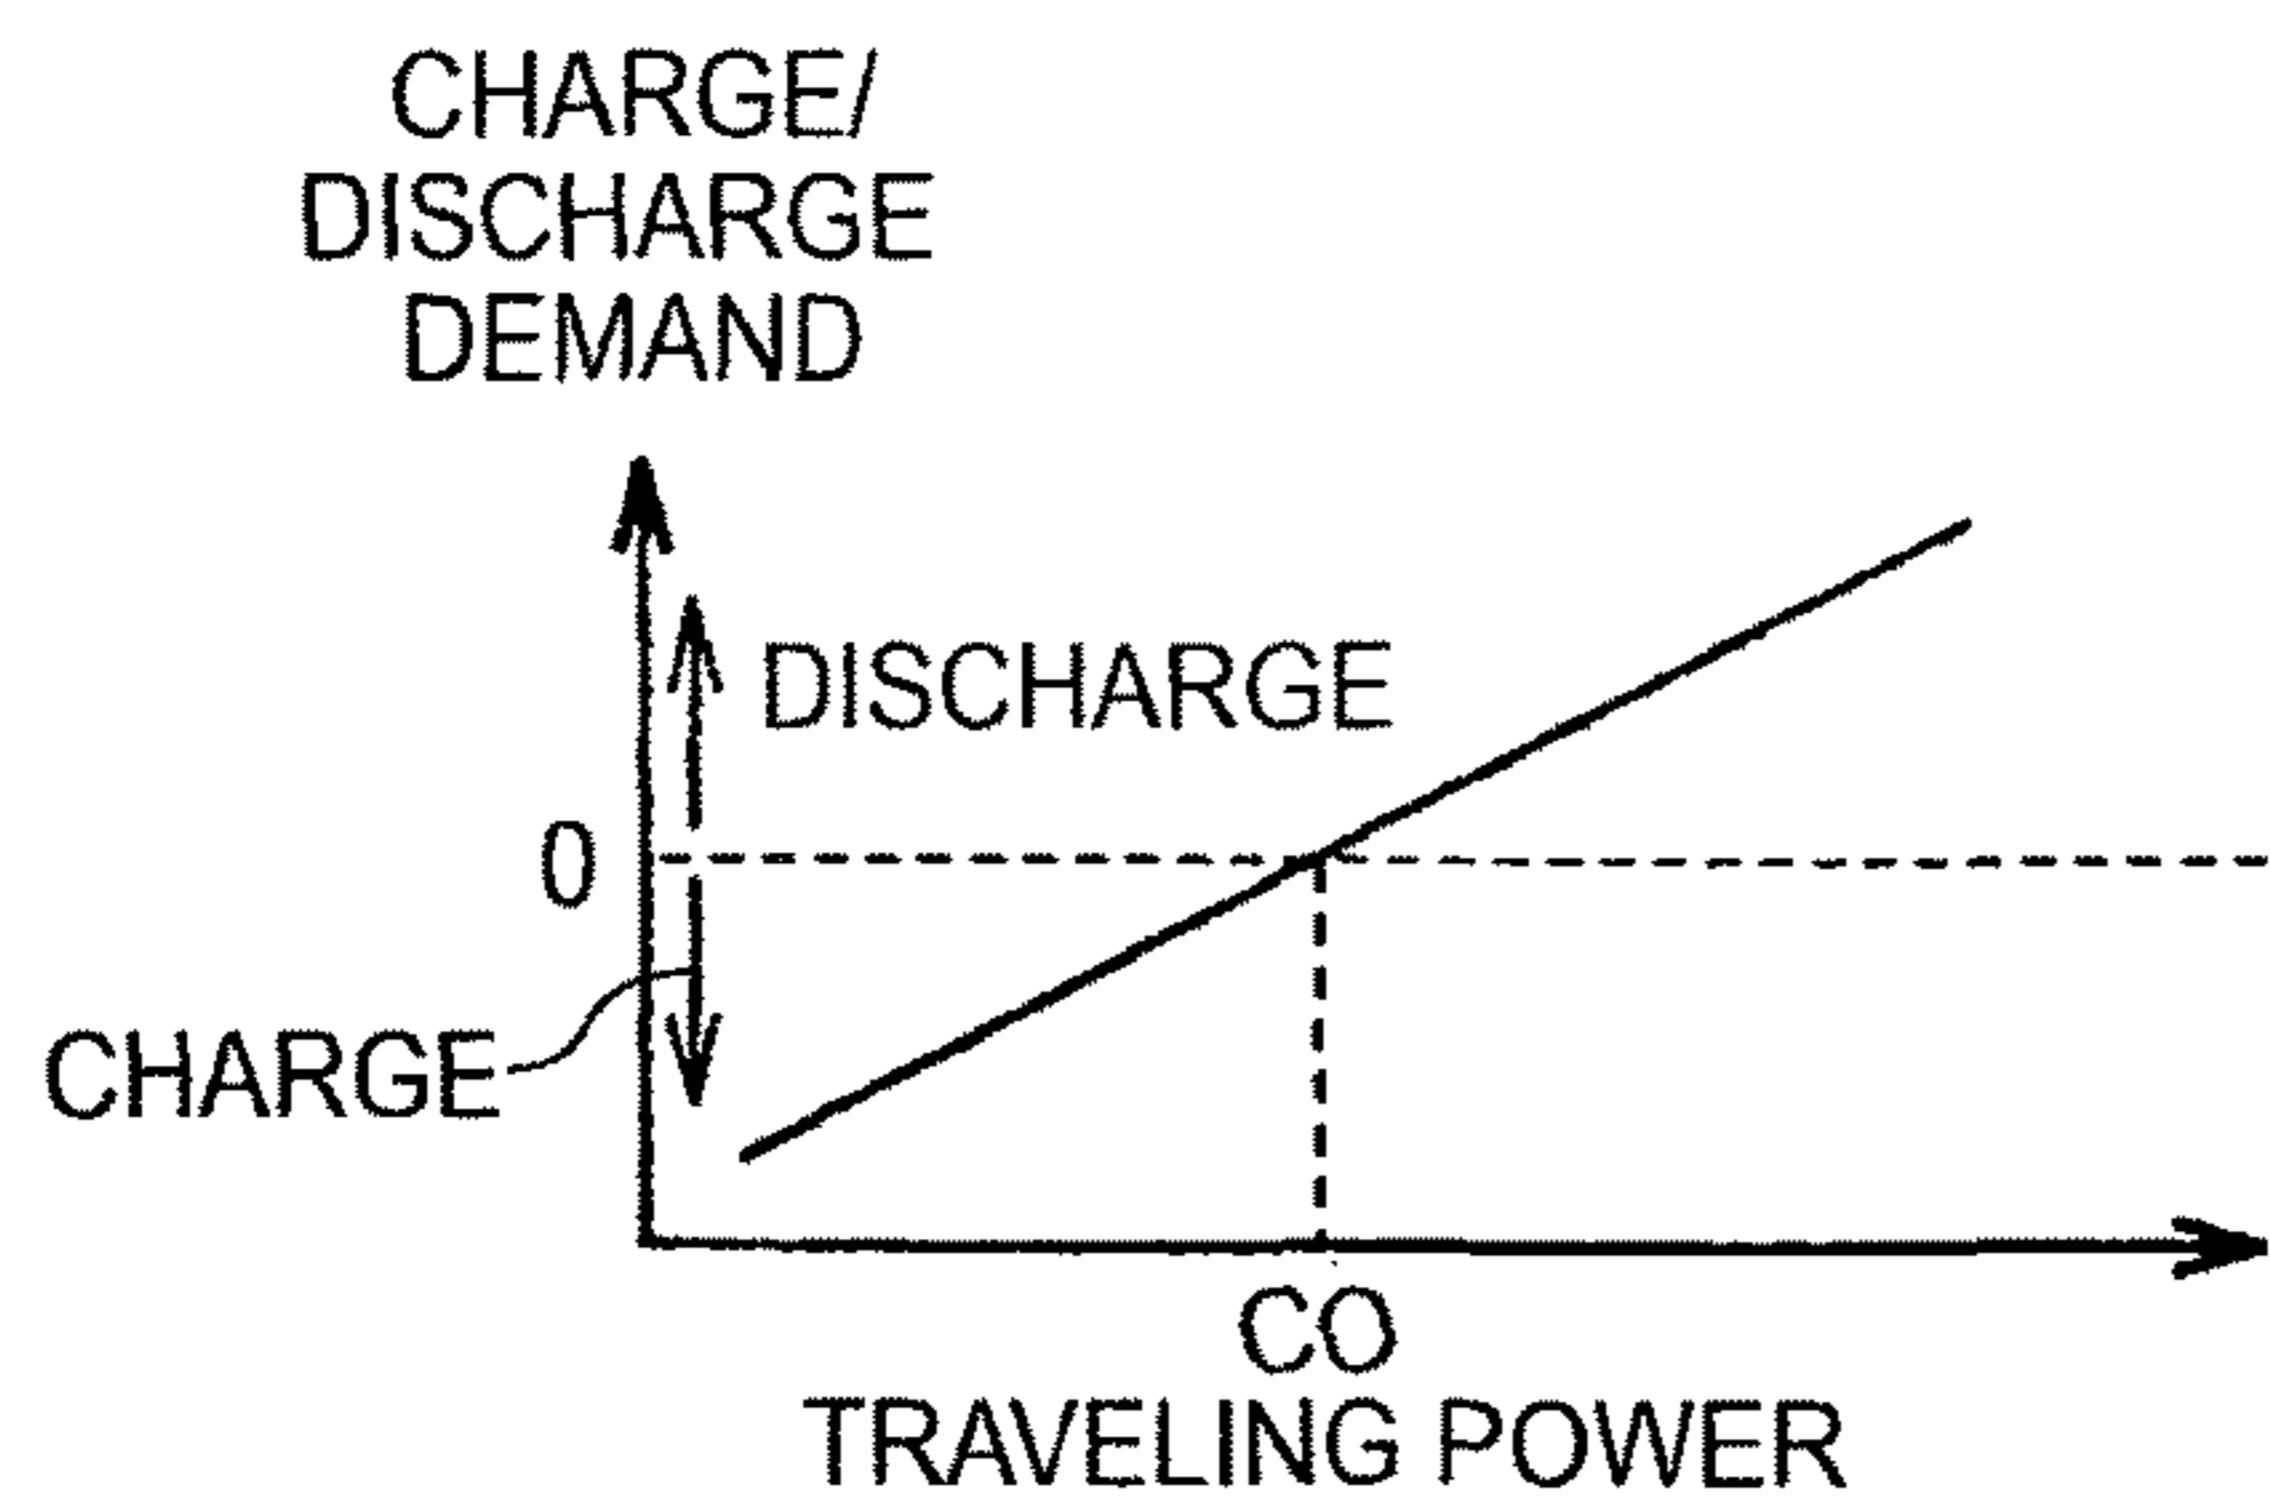 CHARGE/
DISCHARGE
DEMAND
DISCHARGE
0
CHARGE
CO
TRAVELING POWER